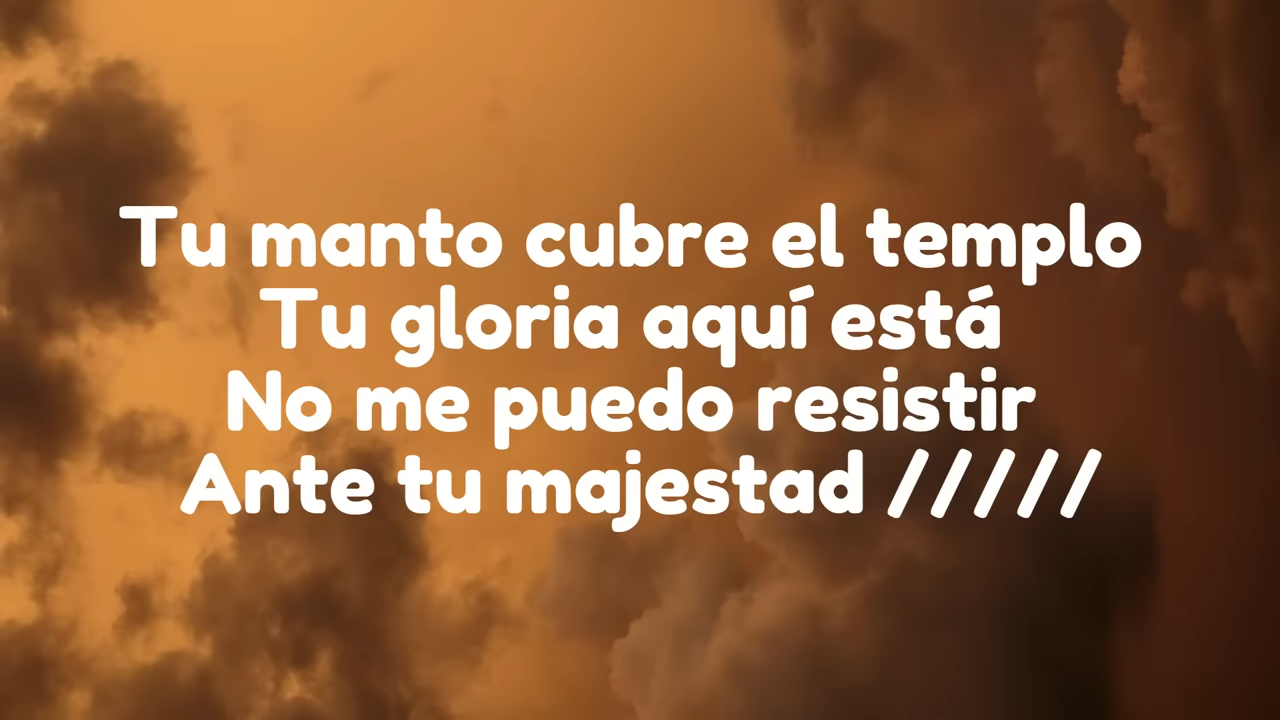 Tu manto cubre el templo
Tu gloria aquí está
No me puedo resistir
Ante tu majestad /////